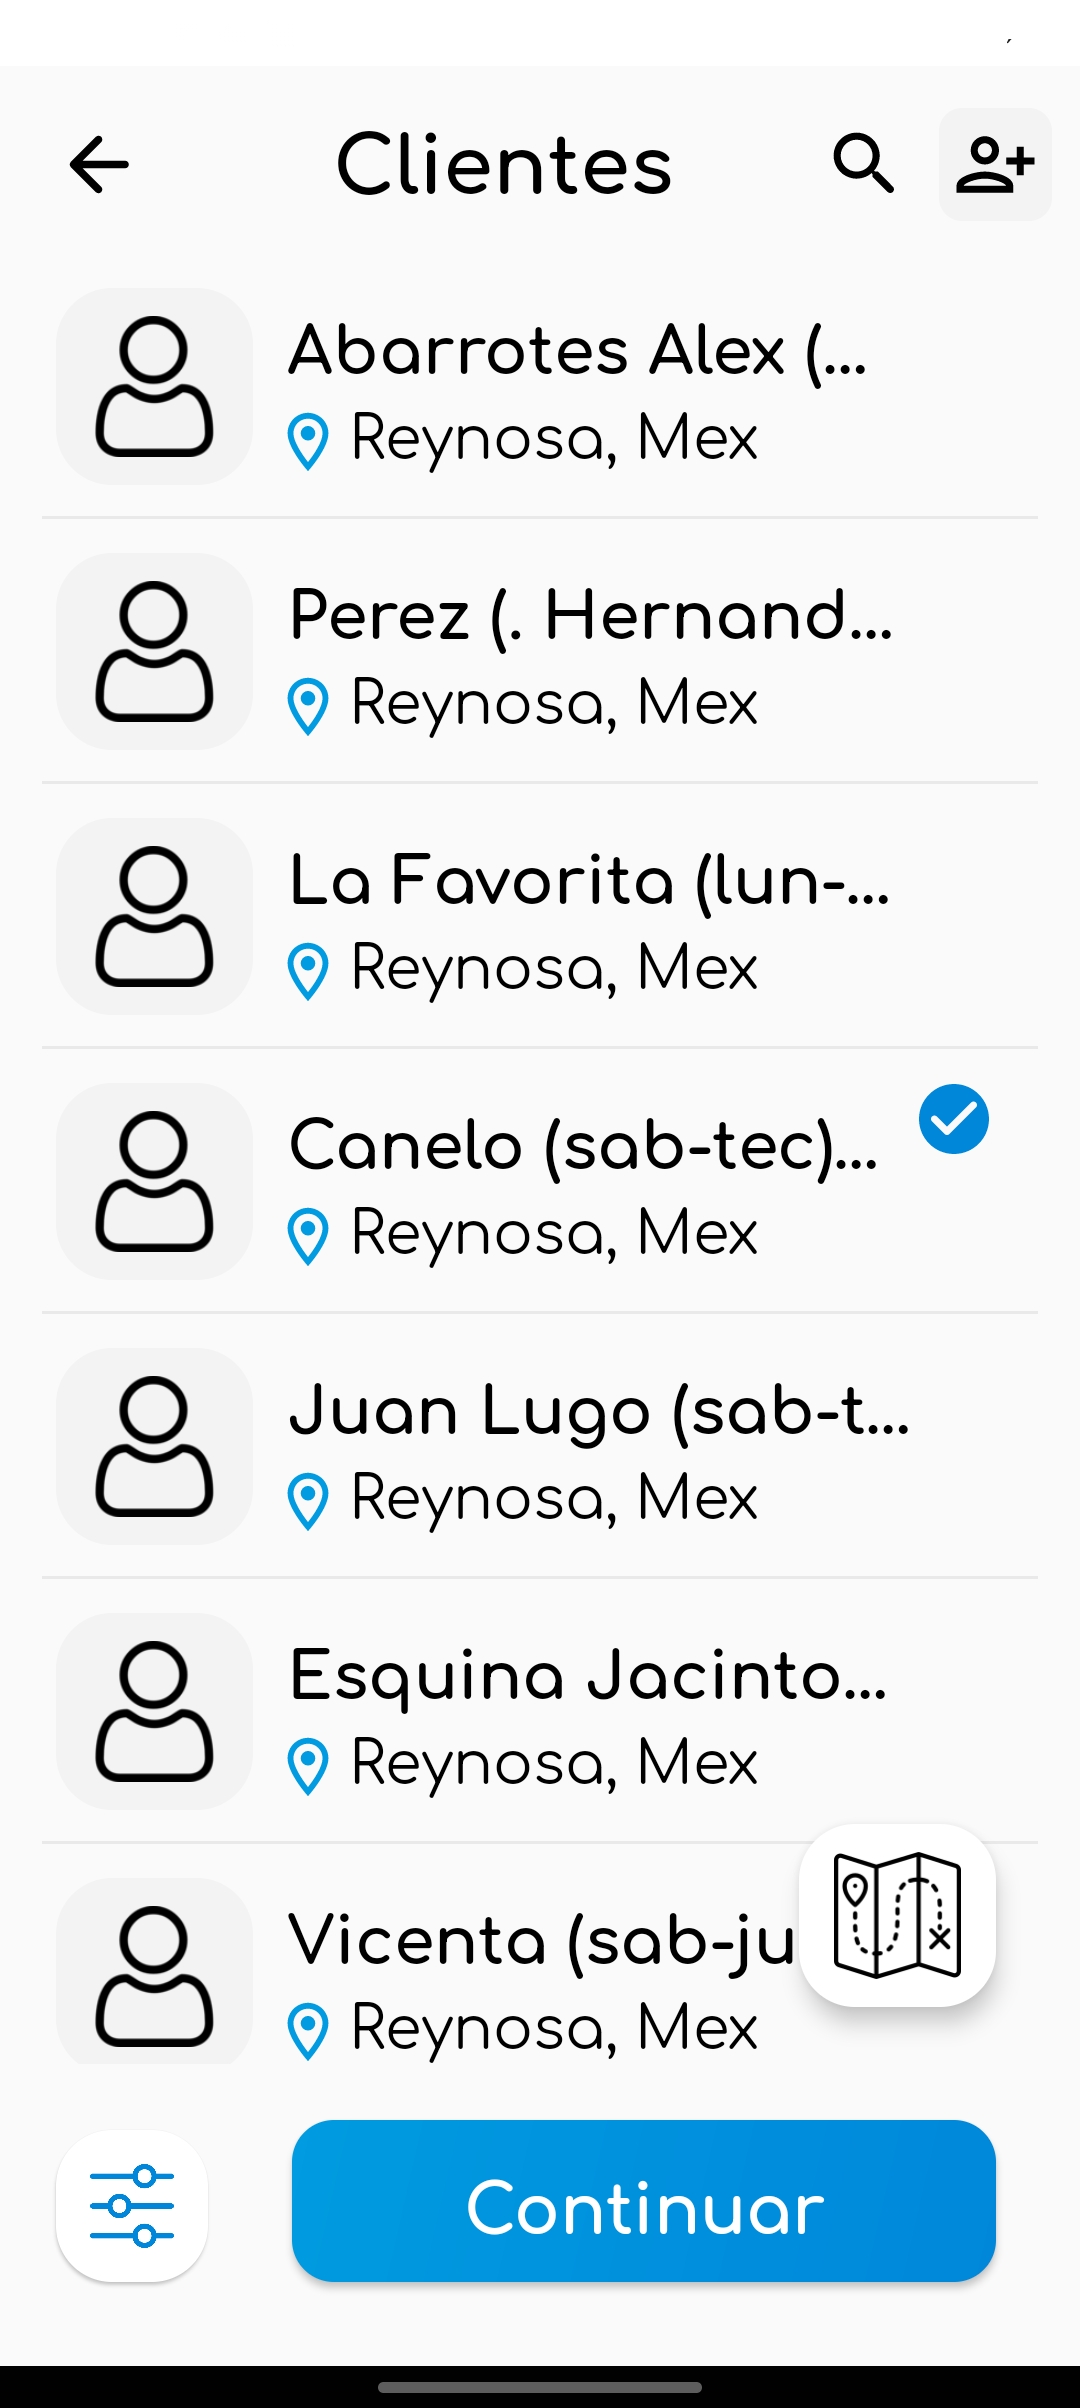 Clientes
Abarrotes Alex (...
Reynosa, Mex
Perez (. Hernand...
Reynosa, Mex
La Favorita (lun-...
Reynosa, Mex
Canelo (sab-tec)...
Reynosa, Mex
Juan Lugo (sab-t...
Reynosa, Mex
Esquina Jacinto...
Reynosa, Mex
Vicenta (sab-ju
Reynosa, Mex
Continuar